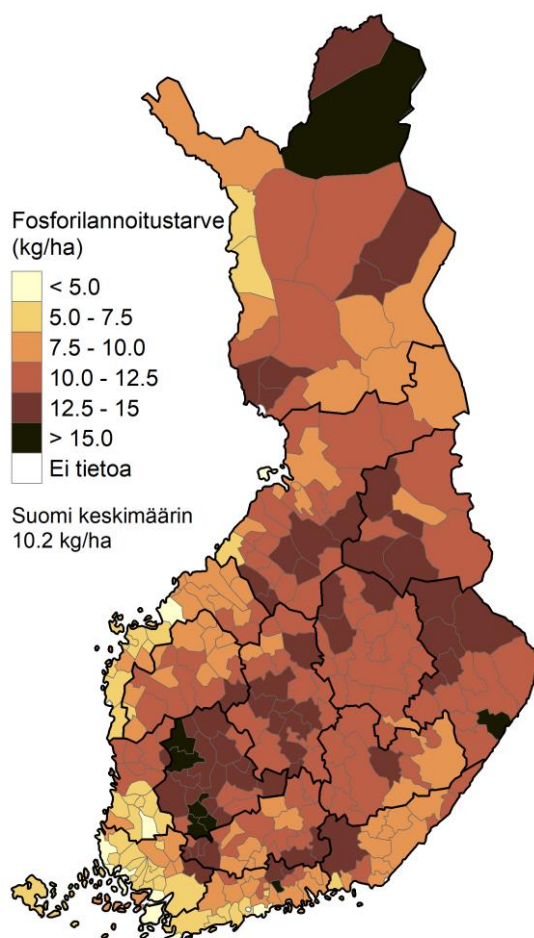 Fosforilannoitustarve
(kg/ha)
< 5.0
5.0 - 7.5
7.5 - 10.0
10.0 - 12.5
12.5 - 15
> 15.0
Ei tietoa
Suomi keskimäärin
10.2 kg/ha